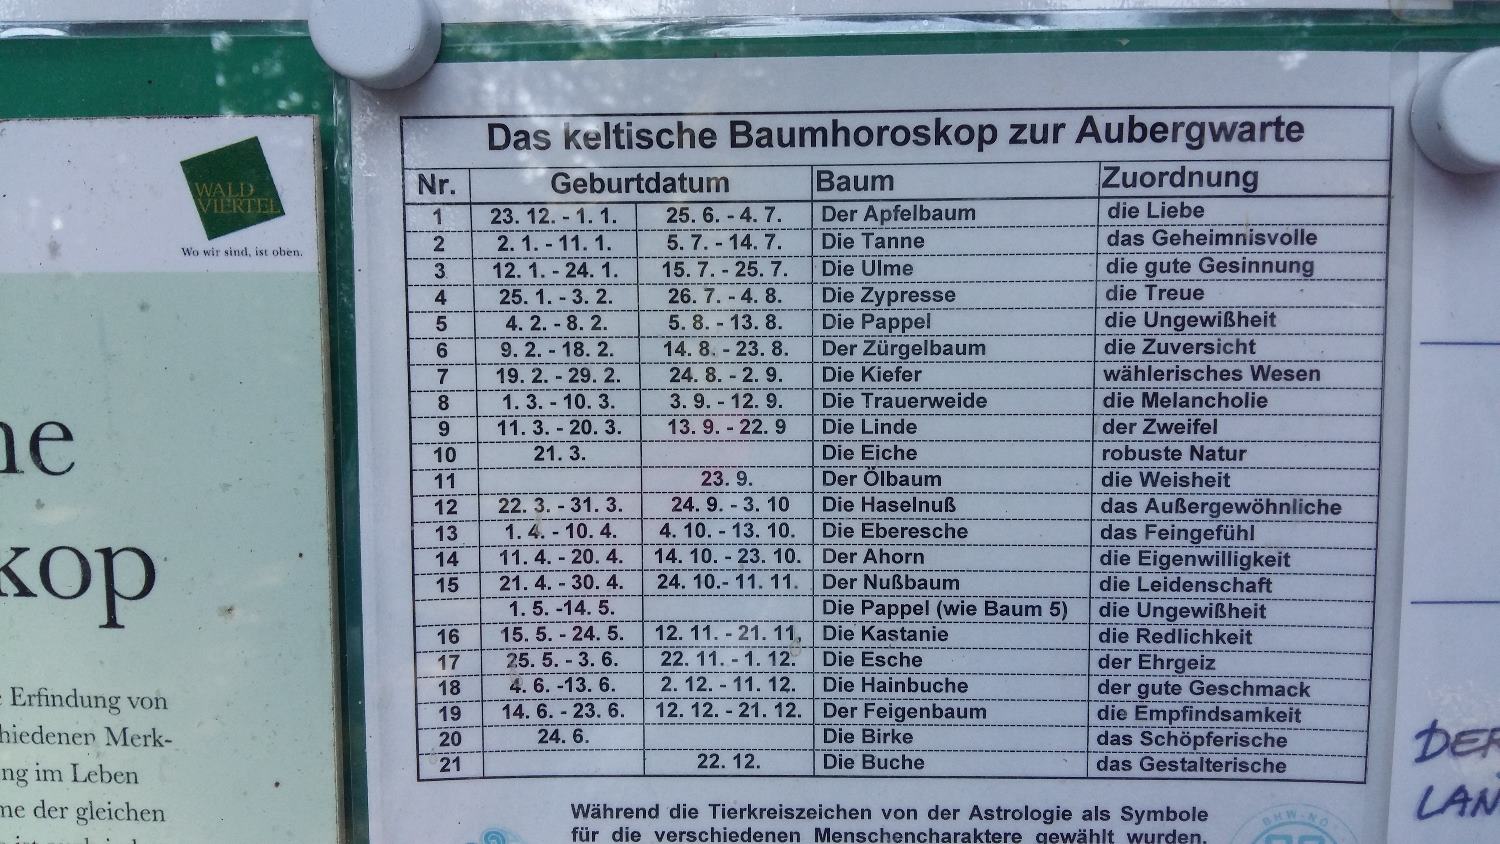 WALD
VIERTEL
Wo wir sind, ist oben.
ne
kop
Erfindung von
hiedener Merk-
ng im Leben
me der gleichen
Das keltische Baumhoroskop zur Aubergwarte
Nr. Geburtdatum Baum Zuordnung
1 23. 12. - 1. 1. 25. 6. - 4. 7. Der Apfelbaum die Liebe
2 2. 1. - 11. 1. 5. 7. - 14. 7. Die Tanne das Geheimnisvolle
3 12. 1. - 24. 1. 15. 7. - 25. 7. Die Ulme die gute Gesinnung
4 25. 1. - 3. 2. 26. 7. - 4. 8. Die Zypresse die Treue
5 4. 2. - 8. 2. 5. 8. - 13. 8. Die Pappel die Ungewißheit
6 9. 2. - 18. 2. 14. 8. - 23. 8. Der Zürgelbaum die Zuversicht
7 19. 2. - 29. 2. 24. 8. - 2. 9. Die Kiefer wählerisches Wesen
8 1. 3. - 10. 3. 3. 9. - 12. 9. Die Trauerweide die Melancholie
9 11. 3. - 20. 3. 13. 9. - 22. 9 Die Linde der Zweifel
10 21. 3. Die Eiche robuste Natur
11 23. 9. Der Ölbaum die Weisheit
12 22. 3. - 31. 3. 24. 9. - 3. 10 Die Haselnuß das Außergewöhnliche
13 1. 4. - 10. 4. 4. 10. - 13. 10. Die Eberesche das Feingefühl
14 11. 4. - 20. 4. 14. 10. - 23. 10. Der Ahorn die Eigenwilligkeit
15 21. 4. - 30. 4. 24. 10.- 11. 11. Der Nußbaum die Leidenschaft
1. 5. -14. 5. Die Pappel (wie Baum 5) die Ungewißheit
16 15. 5. - 24. 5. 12. 11. - 21. 11. Die Kastanie die Redlichkeit
17 25. 5. - 3. 6. 22. 11. - 1. 12. Die Esche der Ehrgeiz
18 4. 6. -13. 6. 2. 12. - 11. 12. Die Hainbuche der gute Geschmack
19 14. 6. - 23. 6. 12. 12. - 21. 12. Der Feigenbaum die Empfindsamkeit
20 24. 6. Die Birke das Schöpferische
21 22. 12. Die Buche das Gestalterische
Während die Tierkreiszeichen von der Astrologie als Symbole
für die verschiedenen Menschencharaktere gewählt wurden,
BHW-NÖ
DER
LAN